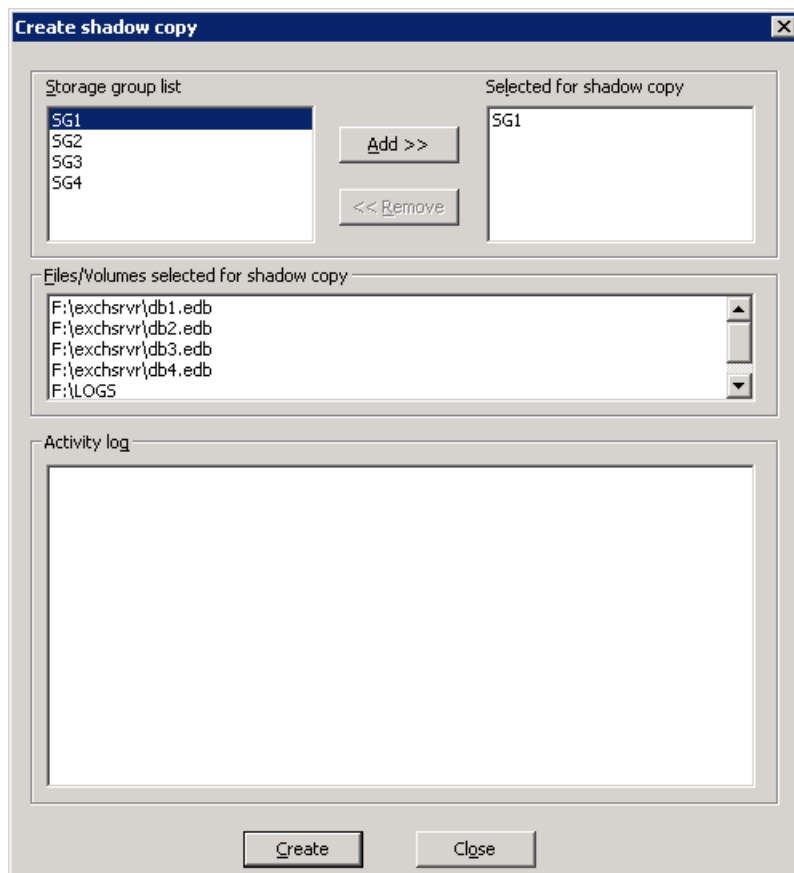 Create shadow copy
Storage group list
SG1
SG2
SG3
SG4
Add >>
<< Remove
Selected for shadow copy
SG1
Files/Volumes selected for shadow copy
F:\exchsrvr\db1.edb
F:\exchsrvr\db2.edb
F:\exchsrvr\db3.edb
F:\exchsrvr\db4.edb
F:\LOGS
Activity log
Create
Close